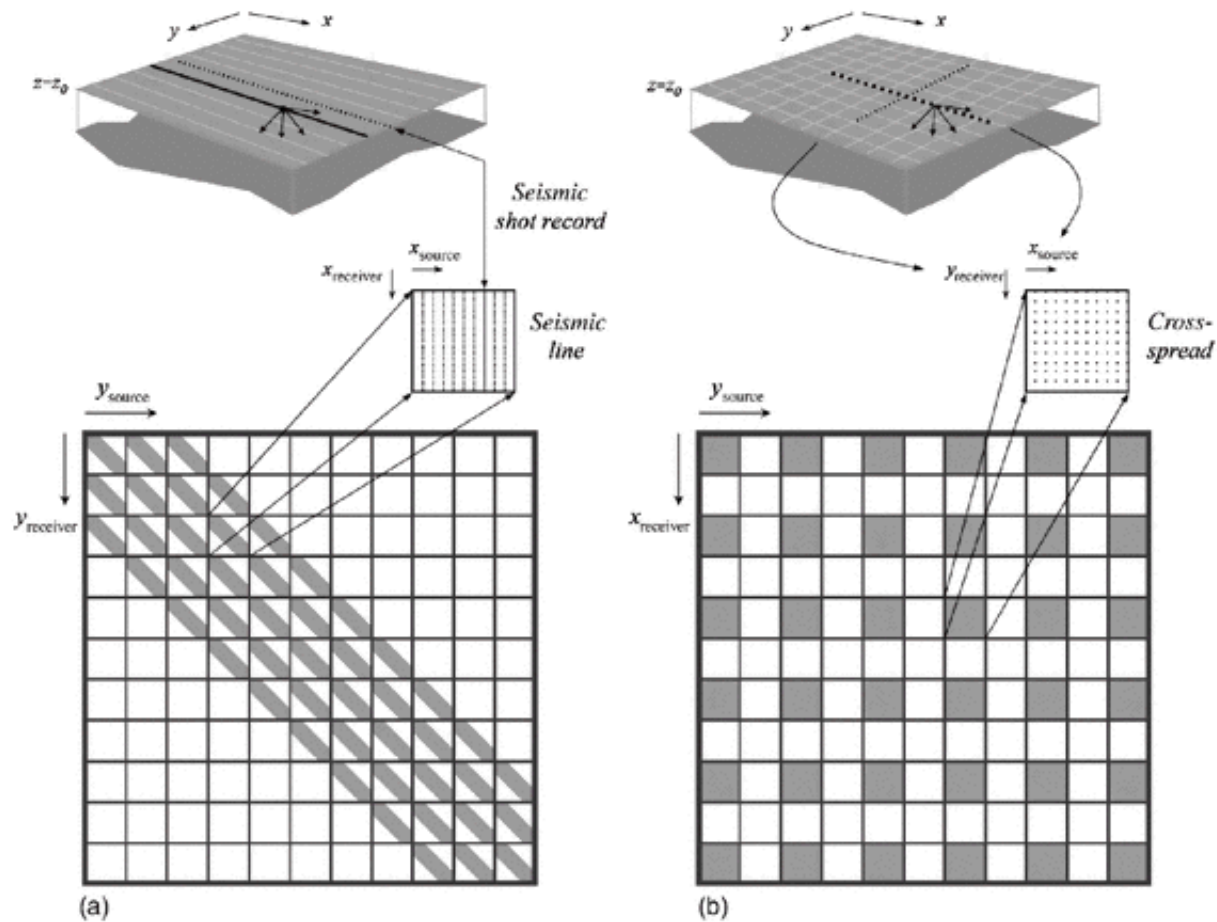 y x
z=z0
Seismic
shot record
xsource
xreceiver
Seismic
line
ysource
yreceiver
(a)
y x
z=z0
xsource
yreceiver
Cross-
spread
ysource
xreceiver
(b)